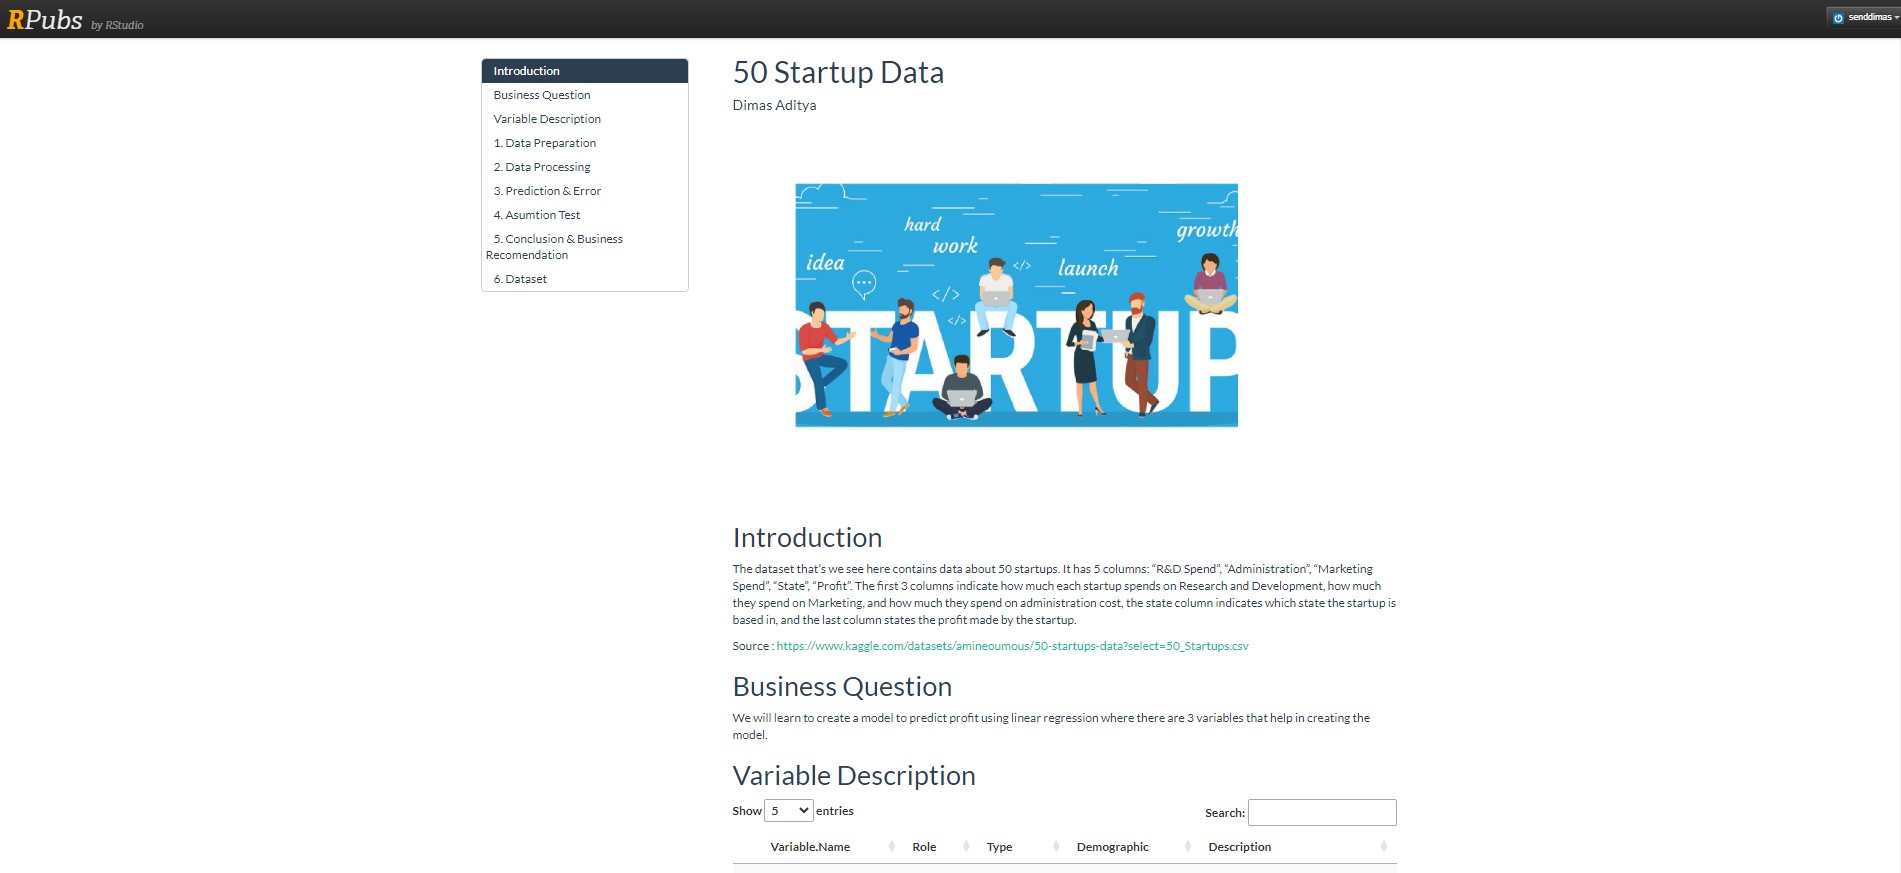 RPubs by RStudio
senddimas
Introduction
Business Question
Variable Description
1. Data Preparation
2. Data Processing
3. Prediction & Error
4. Asumtion Test
5. Conclusion & Business
Recomendation
6. Dataset
50 Startup Data
Dimas Aditya
hard
work
growth
idea
</>
launch
</>
</>
STARTUP
Introduction
The dataset that’s we see here contains data about 50 startups. It has 5 columns: “R&D Spend”, “Administration”, “Marketing
Spend”, “State”, “Profit”. The first 3 columns indicate how much each startup spends on Research and Development, how much
they spend on Marketing, and how much they spend on administration cost, the state column indicates which state the startup is
based in, and the last column states the profit made by the startup.
Source : https://www.kaggle.com/datasets/amineoumous/50-startups-data?select=50_Startups.csv
Business Question
We will learn to create a model to predict profit using linear regression where there are 3 variables that help in creating the
model.
Variable Description
Show 5 entries
Search:
Variable.Name Role Type Demographic Description